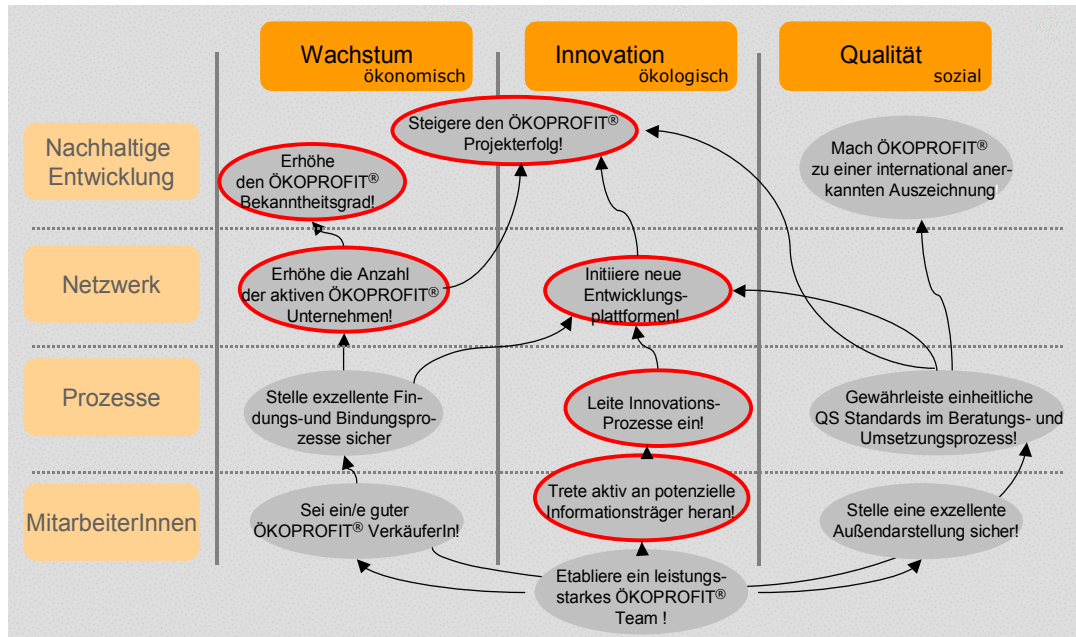 Wachstum
ökonomisch
Innovation
ökologisch
Qualität
sozial
Nachhaltige
Entwicklung
Steigere den ÖKOPROFIT®
Projekterfolg!
Erhöhe
den ÖKOPROFIT®
Bekanntheitsgrad!
Mach ÖKOPROFIT®
zu einer international aner-
kannten Auszeichnung!
Netzwerk
Erhöhe die Anzahl
der aktiven ÖKOPROFIT®
Unternehmen!
Initiiere neue
Entwicklungs-
plattformen!
Prozesse
Stelle exzellente Fin-
dungs-und Bindungspro-
zesse sicher
Leite Innovations-
Prozesse ein!
Gewährleiste einheitliche
QS Standards im Beratungs- und
Umsetzungsprozess!
MitarbeiterInnen
Sei ein/e guter
ÖKOPROFIT® VerkäuferIn!
Trete aktiv an potenzielle
Informationsträger heran!
Stelle eine exzellente
Außendarstellung sicher!
Etabliere ein leistungs-
starkes ÖKOPROFIT®
Team !